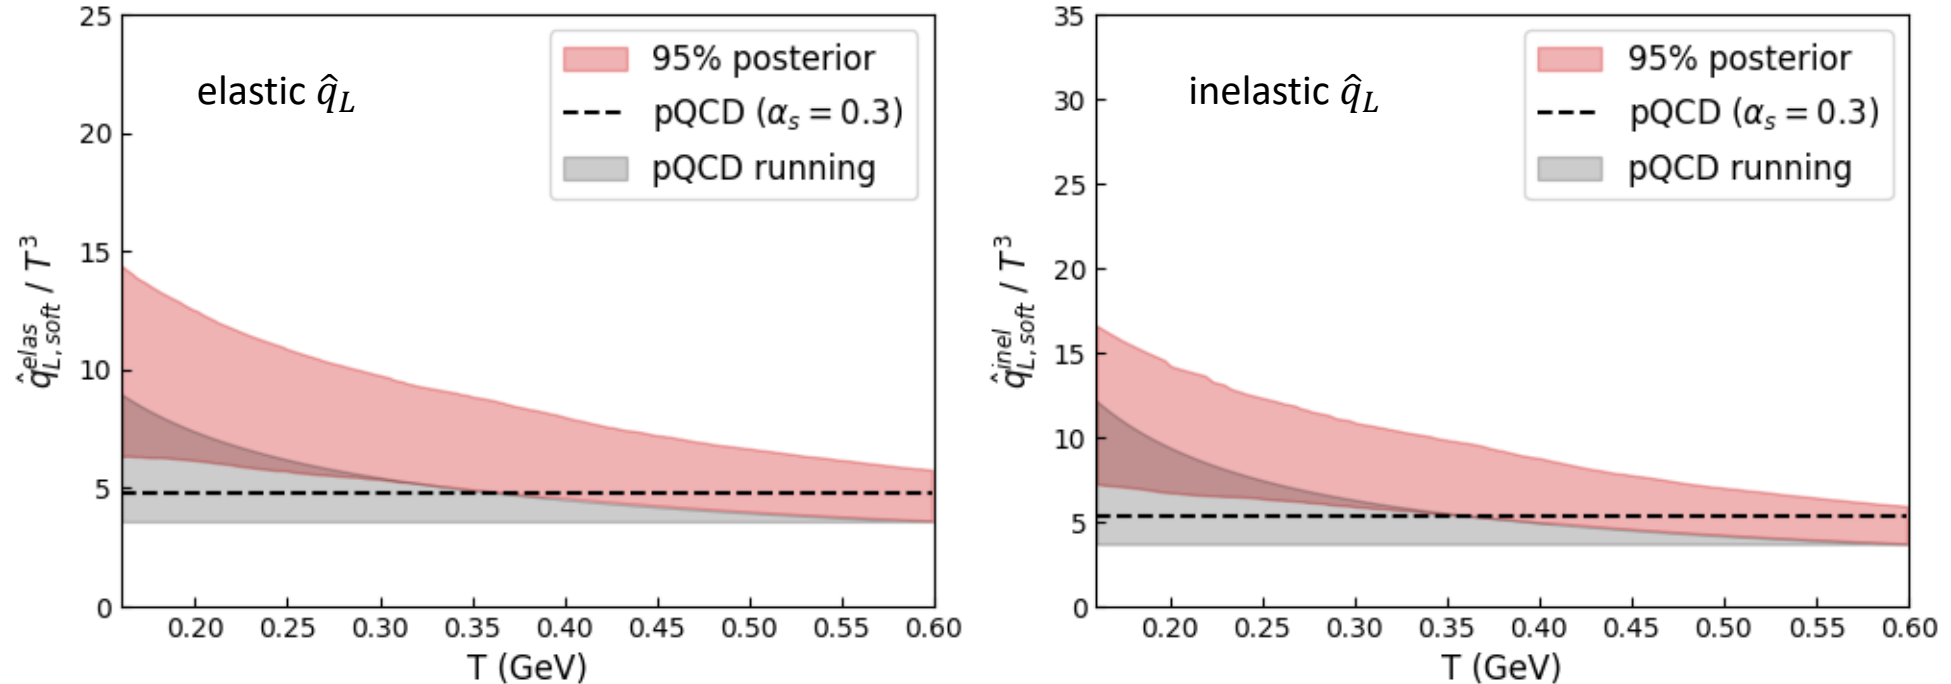 elastic q̂_L
95% posterior
pQCD (α_s = 0.3)
pQCD running
25
20
15
10
5
0
q̂^{elas}_{L, soft} / T^3
0.20 0.25 0.30 0.35 0.40 0.45 0.50 0.55 0.60
T (GeV)
inelastic q̂_L
95% posterior
pQCD (α_s = 0.3)
pQCD running
35
30
25
20
15
10
5
0
q̂^{inel}_{L, soft} / T^3
0.20 0.25 0.30 0.35 0.40 0.45 0.50 0.55 0.60
T (GeV)